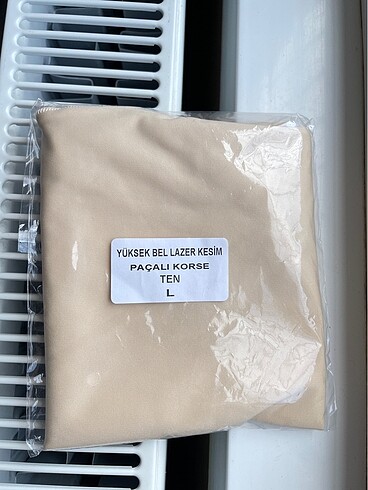 YÜKSEK BEL LAZER KESİM
PAÇALI KORSE
TEN
L